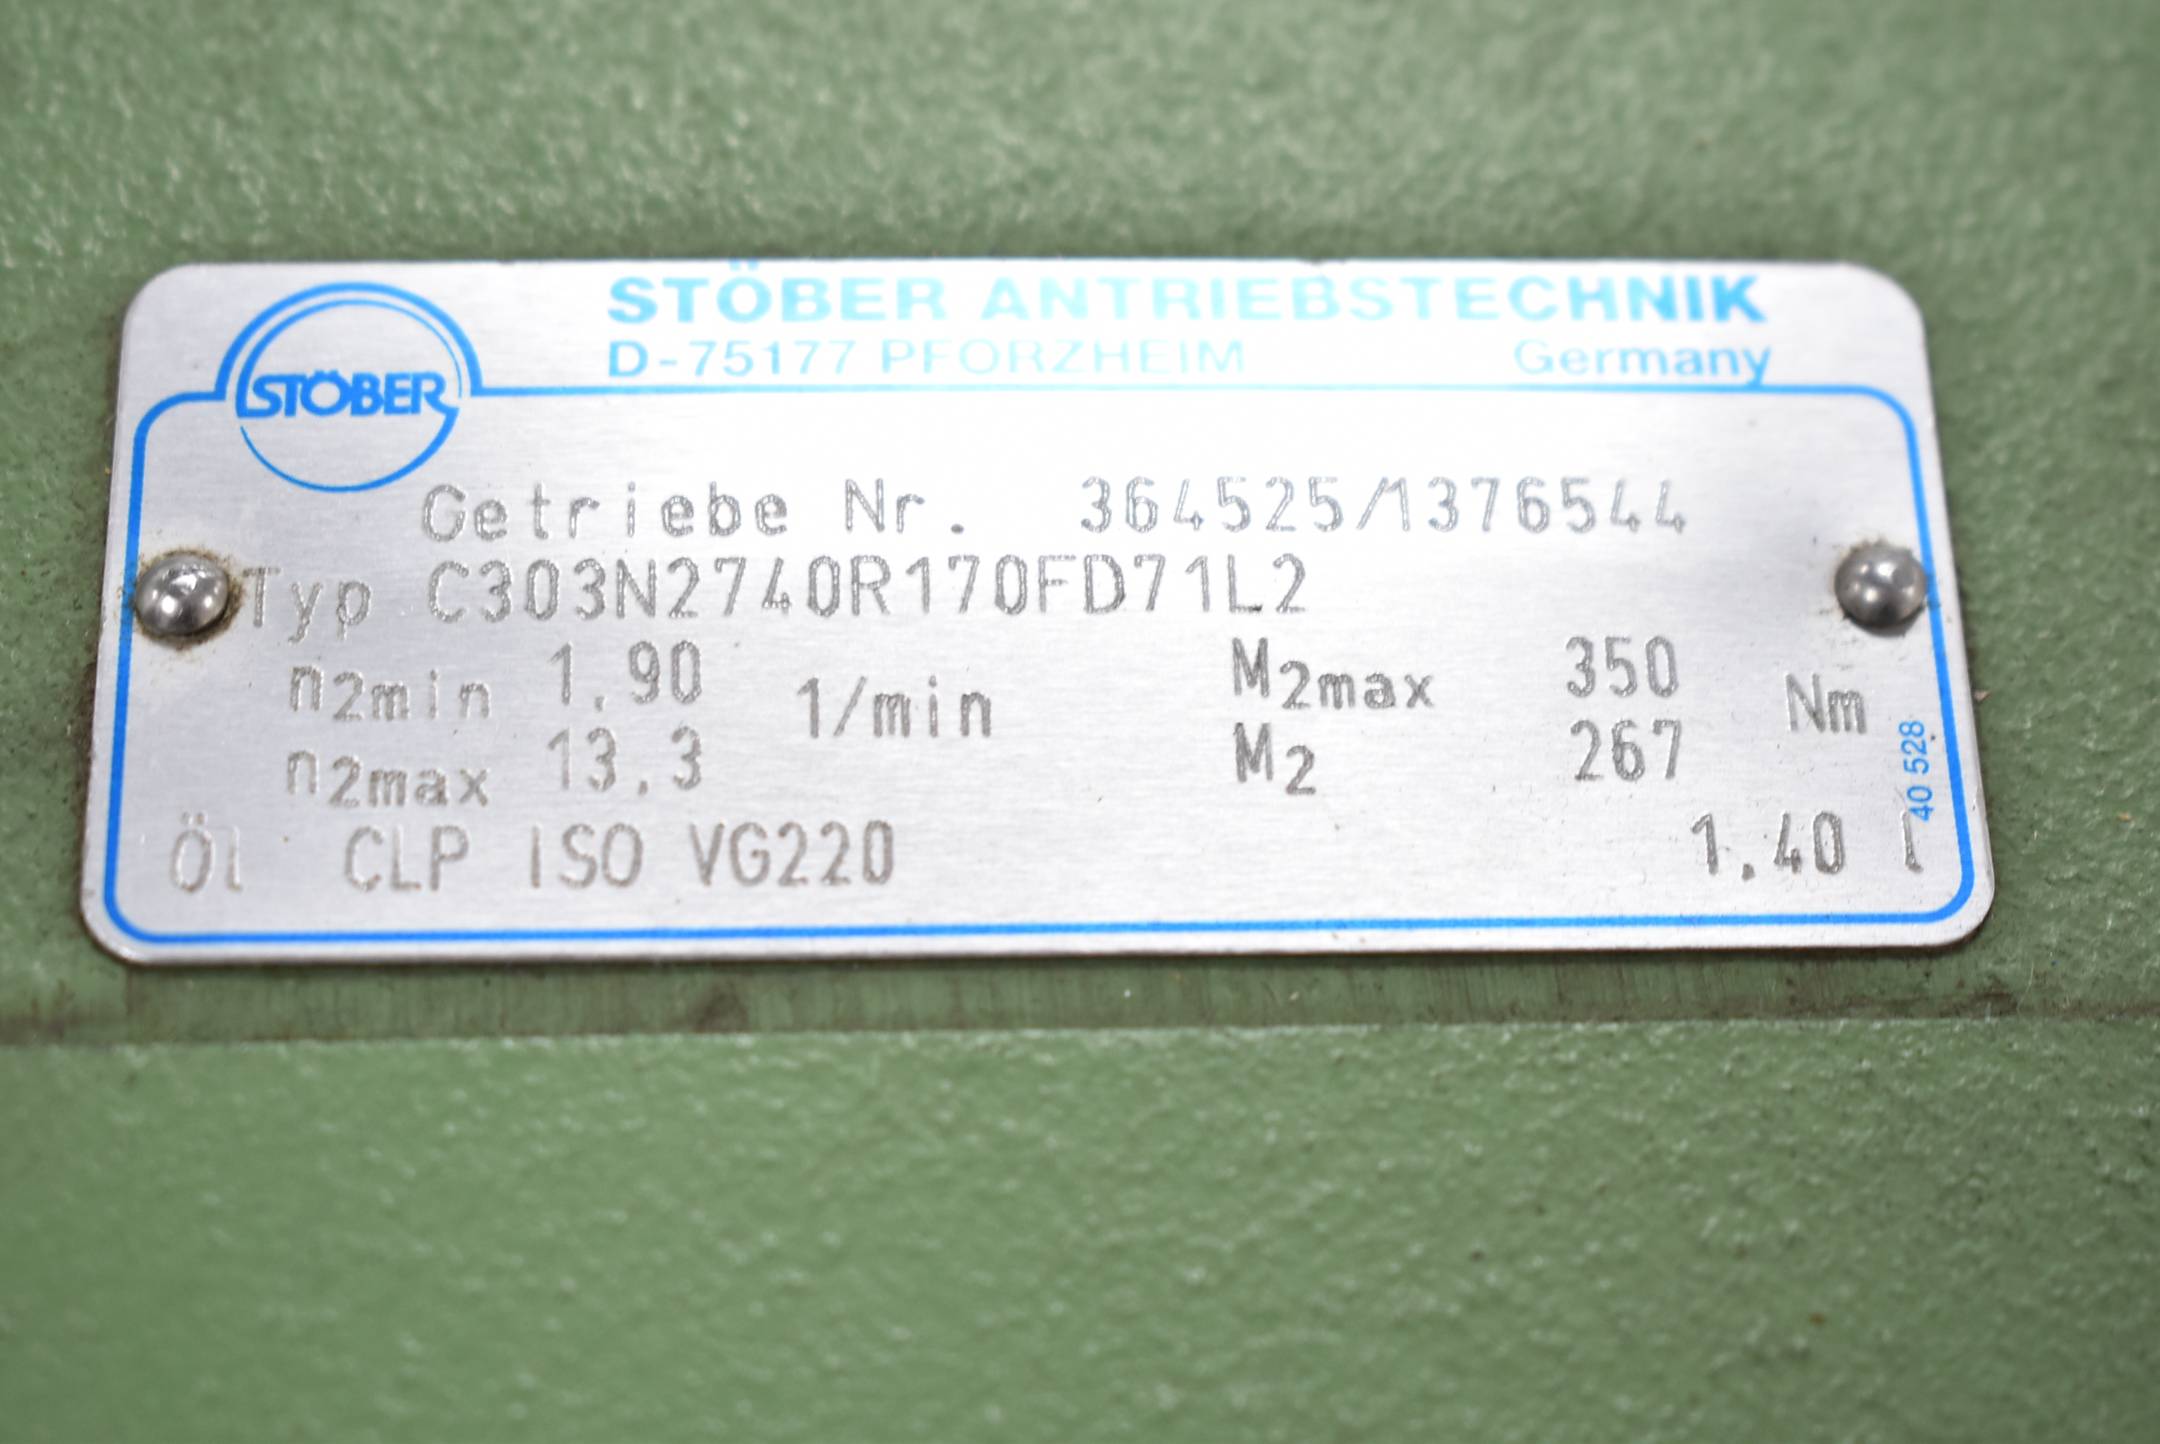 STÖBER ANTRIEBSTECHNIK
D-75177 PFORZHEIM Germany
STÖBER
Getriebe Nr. 364525/1376544
Typ C303N2740R170FD71L2
n2min 1,90 1/min M2max 350 Nm
n2max 13,3 M2 267
Öl CLP ISO VG220 1,40 l
40 528